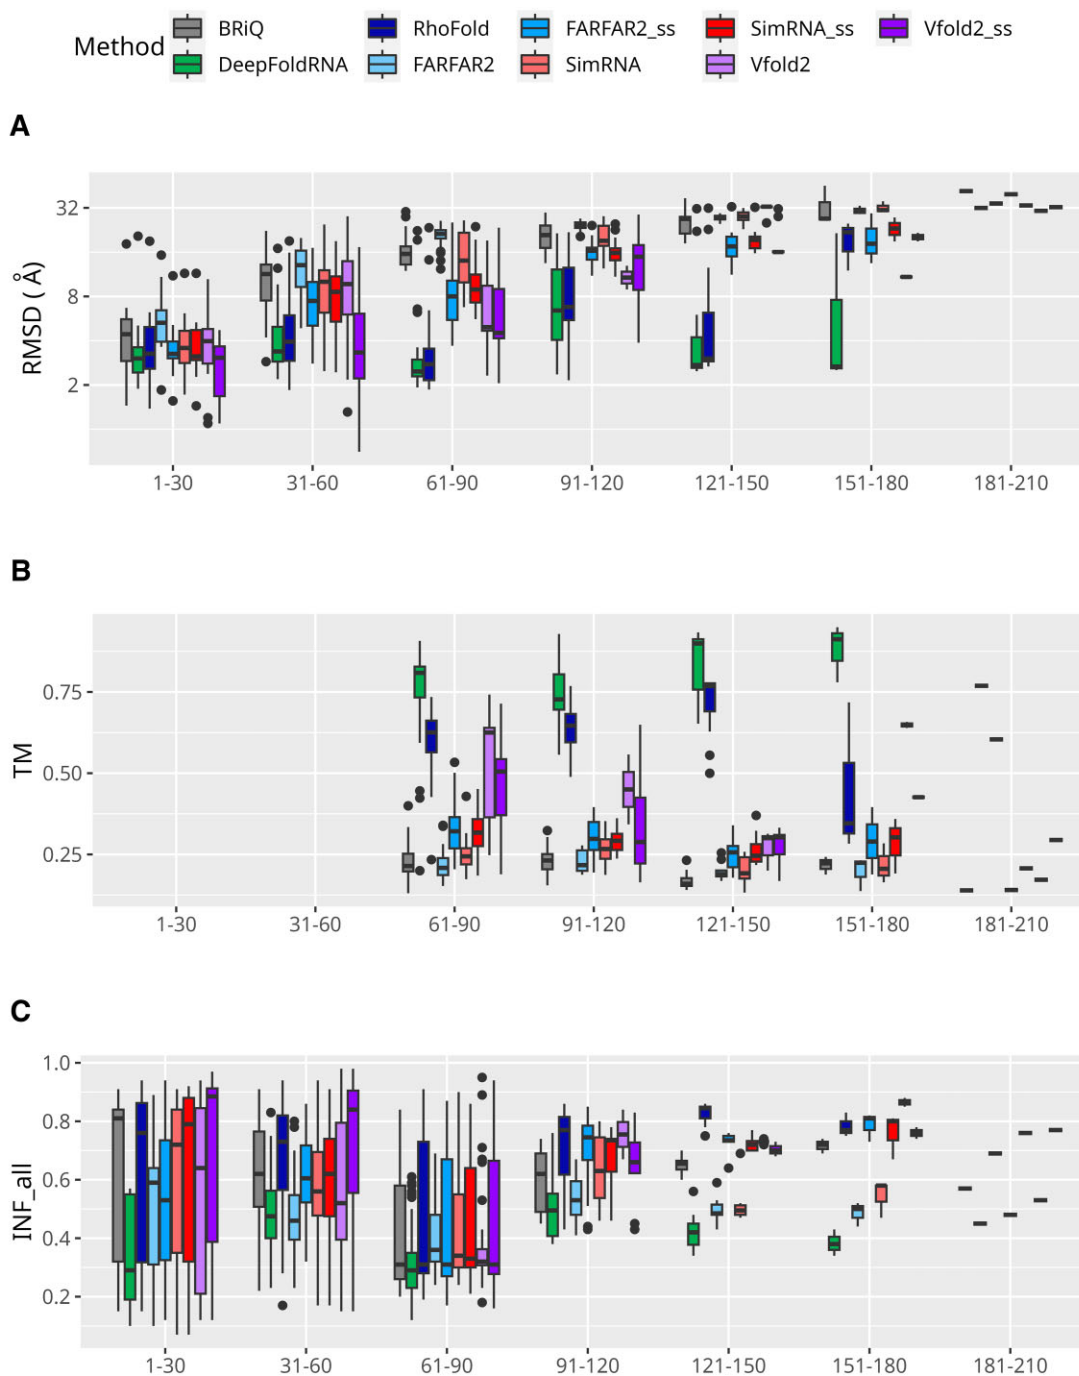 Method BRiQ RhoFold FARFAR2_ss SimRNA_ss Vfold2_ss
DeepFoldRNA FARFAR2 SimRNA Vfold2
A
RMSD ( Å)
32
8
2
1-30 31-60 61-90 91-120 121-150 151-180 181-210
B
TM
0.75
0.50
0.25
1-30 31-60 61-90 91-120 121-150 151-180 181-210
C
INF_all
1.0
0.8
0.6
0.4
0.2
1-30 31-60 61-90 91-120 121-150 151-180 181-210